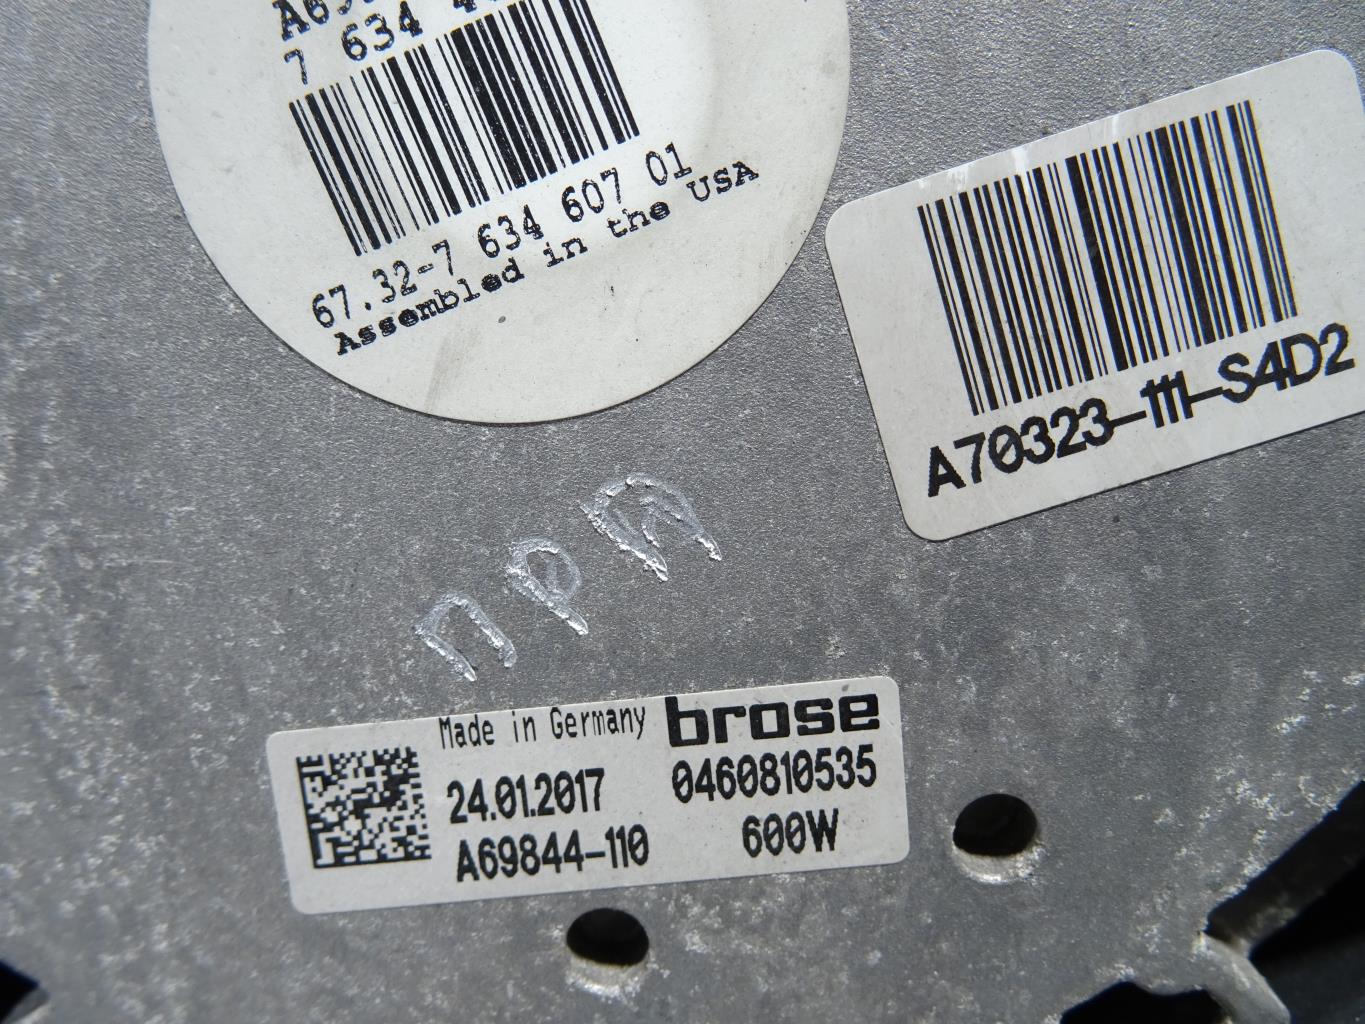 7 634
67.32-7 634 607 01
Assembled in the USA
A70323-111-S4D2
Made in Germany brose
24.01.2017 0460810535
A69844-110 600W